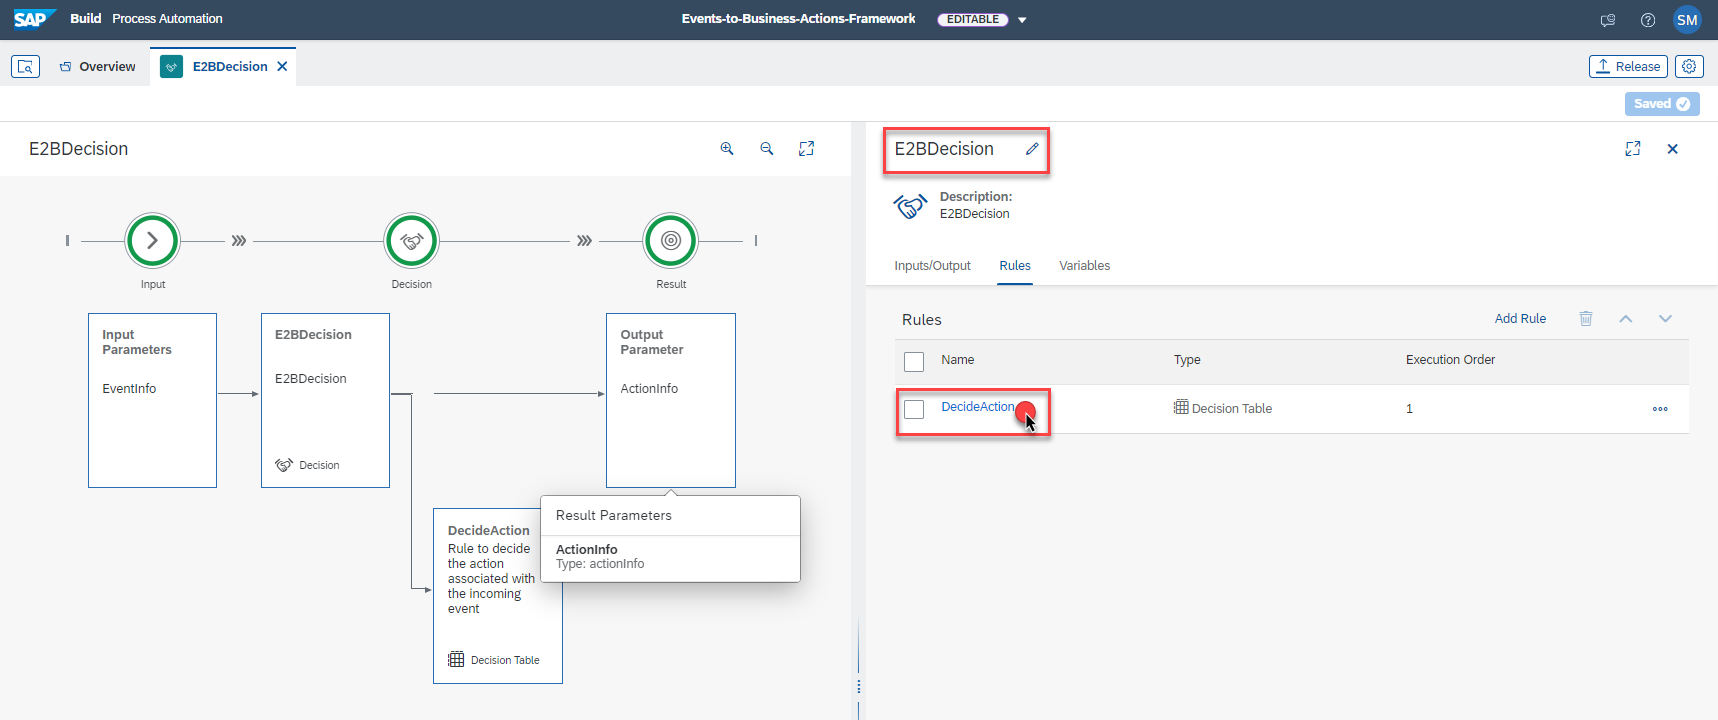 SAP Build Process Automation
Events-to-Business-Actions-Framework
EDITABLE
SM
Overview
E2BDecision
Release
Saved
E2BDecision
Input
Decision
Result
Input
Parameters
EventInfo
E2BDecision
E2BDecision
Decision
Output
Parameter
ActionInfo
DecideAction
Rule to decide
the action
associated with
the incoming
event
Decision Table
Result Parameters
ActionInfo
Type: actionInfo
E2BDecision
Description:
E2BDecision
Inputs/Output
Rules
Variables
Rules
Add Rule
Name
Type
Execution Order
DecideAction
Decision Table
1